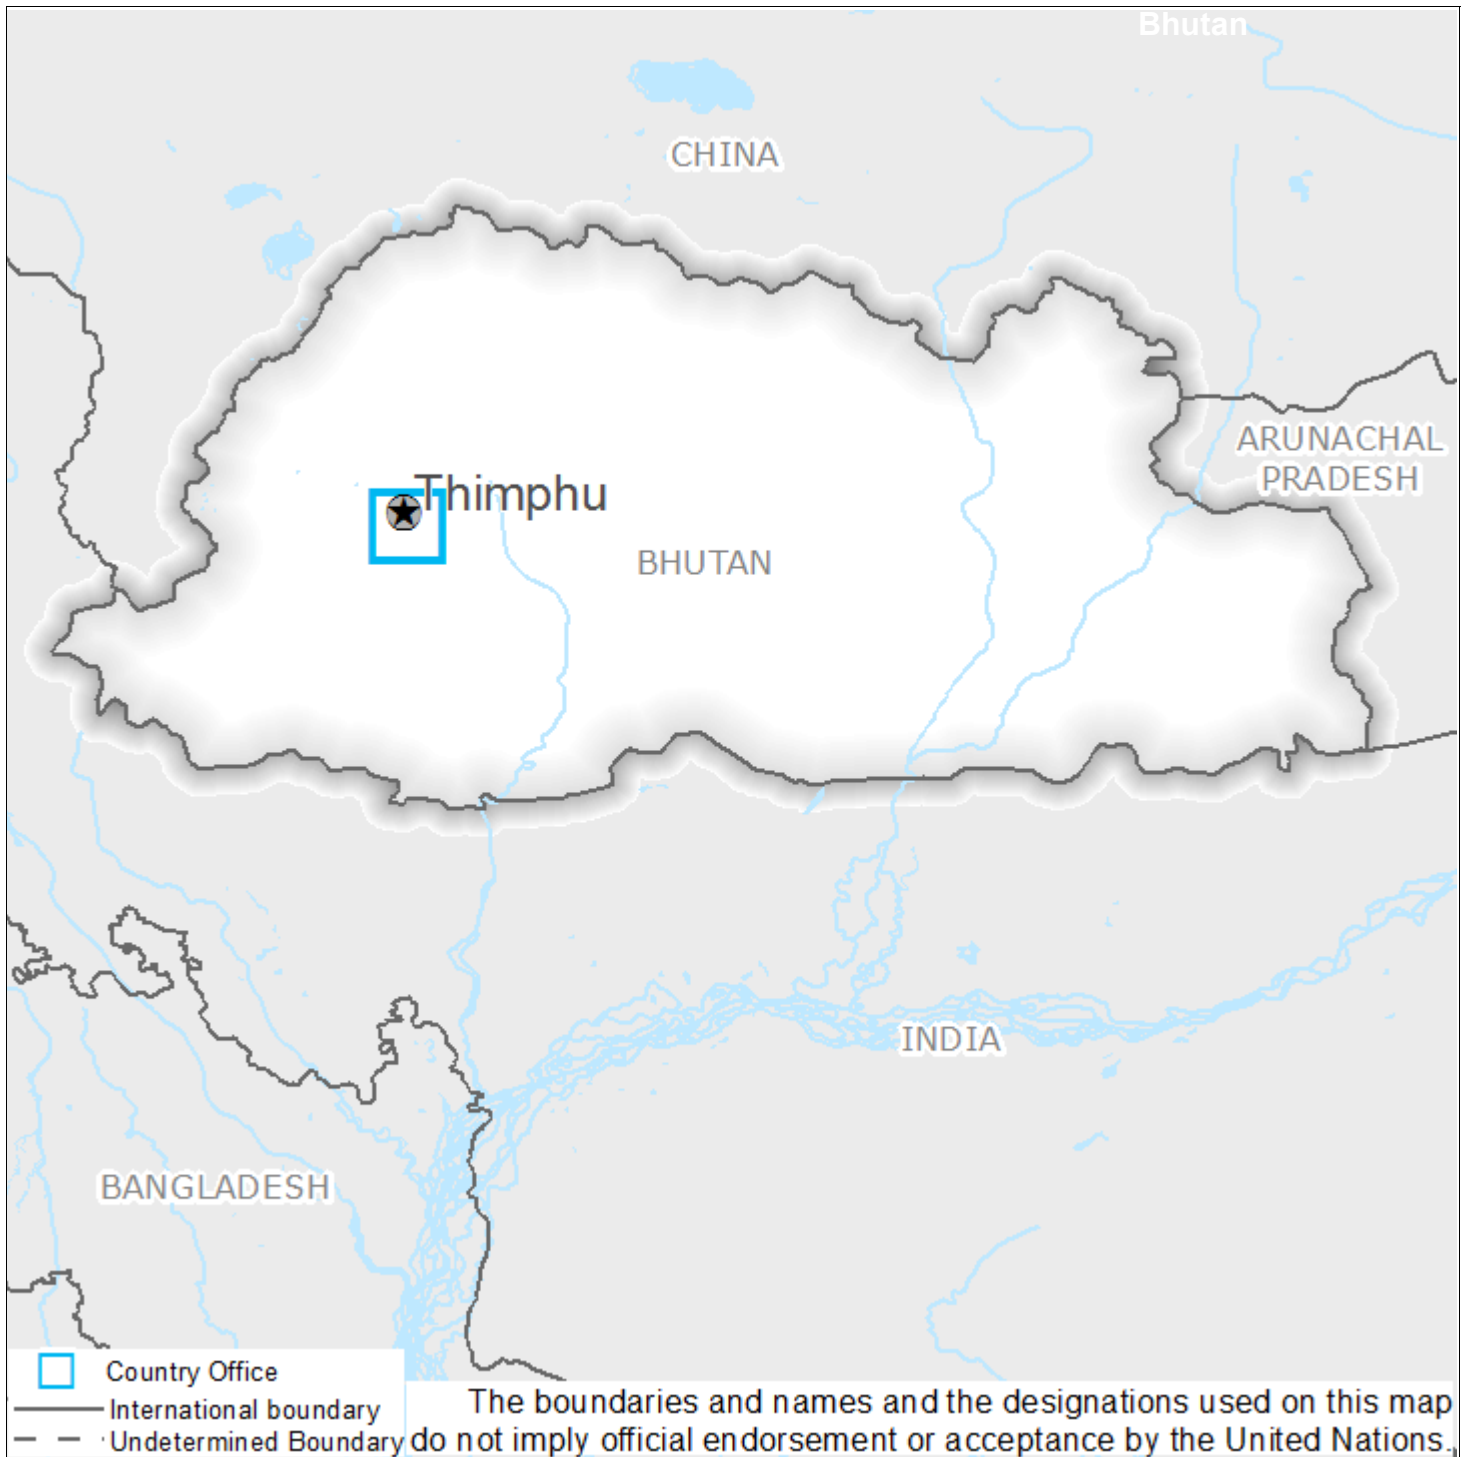 Bhutan
CHINA
ARUNACHAL
PRADESH
Thimphu
BHUTAN
INDIA
BANGLADESH
Country Office
International boundary
Undetermined Boundary
The boundaries and names and the designations used on this map
do not imply official endorsement or acceptance by the United Nations.